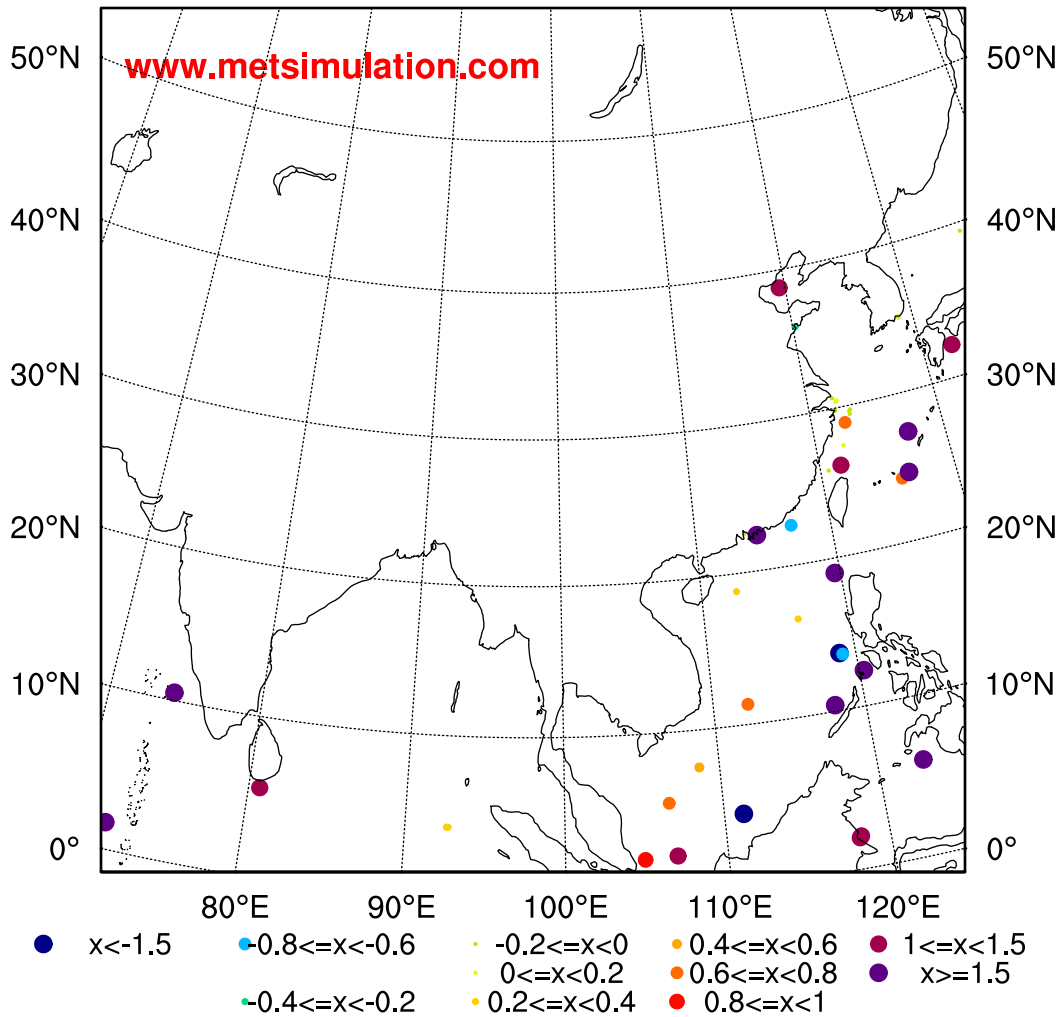 www.metsimulation.com
50°N 50°N
40°N 40°N
30°N 30°N
20°N 20°N
10°N 10°N
0° 0°
80°E 90°E 100°E 110°E 120°E
x<-1.5 -0.8<=x<-0.6 -0.2<=x<0 0.4<=x<0.6 1<=x<1.5
0<=x<0.2 0.6<=x<0.8 x>=1.5
-0.4<=x<-0.2 0.2<=x<0.4 0.8<=x<1